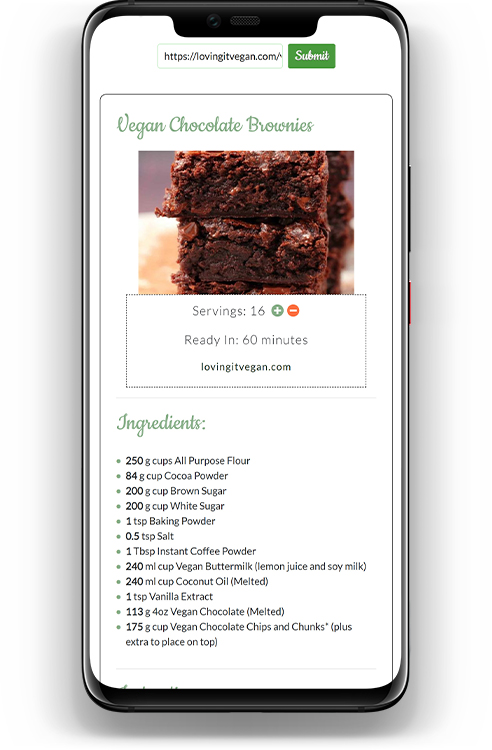 https://lovingitvegan.com/
Submit
Vegan Chocolate Brownies
Servings: 16
Ready In: 60 minutes
lovingitvegan.com
Ingredients:
250 g cups All Purpose Flour
84 g cup Cocoa Powder
200 g cup Brown Sugar
200 g cup White Sugar
1 tsp Baking Powder
0.5 tsp Salt
1 Tbsp Instant Coffee Powder
240 ml cup Vegan Buttermilk (lemon juice and soy milk)
240 ml cup Coconut Oil (Melted)
1 tsp Vanilla Extract
113 g 4oz Vegan Chocolate (Melted)
175 g cup Vegan Chocolate Chips and Chunks* (plus
extra to place on top)